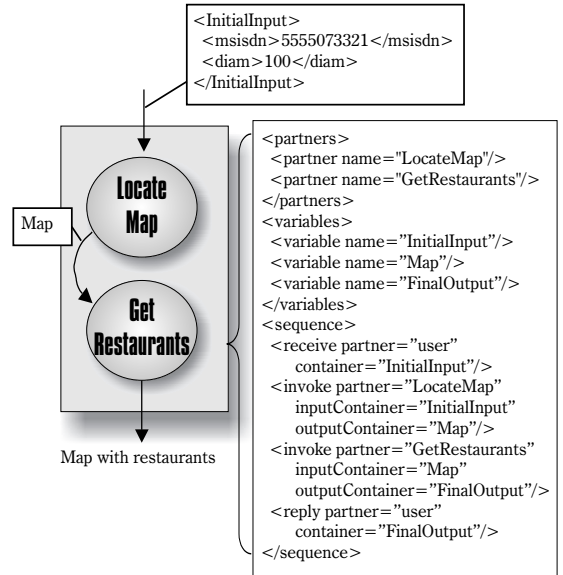 <InitialInput>
<msisdn>5555073321</msisdn>
<diam>100</diam>
</InitialInput>
Locate
Map
Map
Get
Restaurants
Map with restaurants
<partners>
<partner name="LocateMap"/>
<partner name="GetRestaurants"/>
</partners>
<variables>
<variable name=”InitialInput”/>
<variable name=”Map”/>
<variable name=”FinalOutput”/>
</variables>
<sequence>
<receive partner=”user”
container=”InitialInput”/>
<invoke partner=”LocateMap”
inputContainer=”InitialInput”
outputContainer=”Map”/>
<invoke partner=”GetRestaurants”
inputContainer=”Map”
outputContainer=”FinalOutput”/>
<reply partner=”user”
container=”FinalOutput”/>
</sequence>